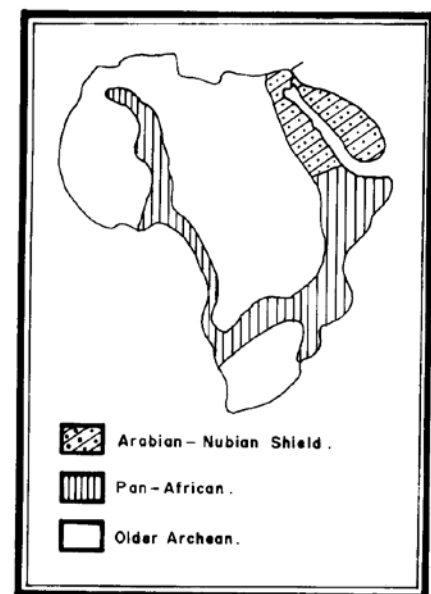 Arabian – Nubian Shield .
Pan – African .
Older Archean.